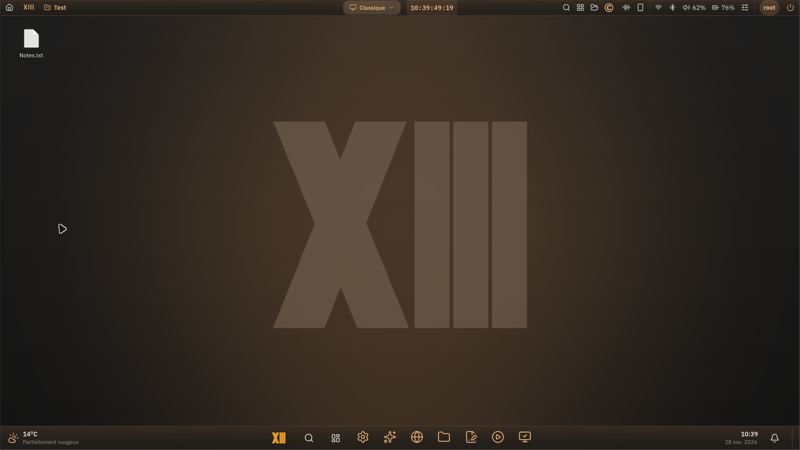 XIII Test Classique 10:39:49:19 62% 76% root
Notes.txt
XIII
14°C
Partiellement nuageux
XIII
10:39
28 nov. 2026